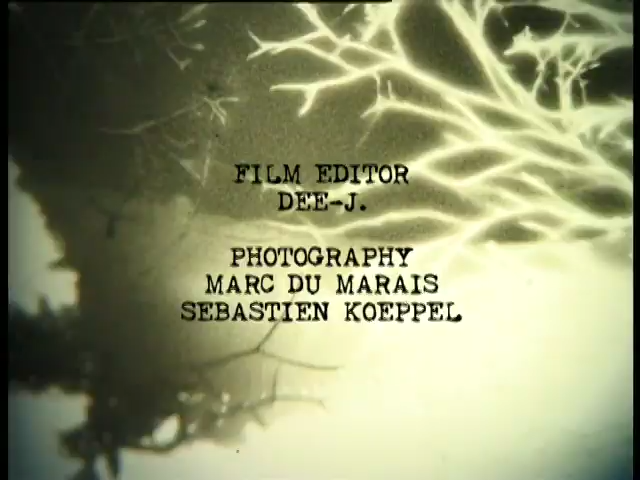 FILM EDITOR
DEE-J.
PHOTOGRAPHY
MARC DU MARAIS
SEBASTIEN KOEPPEL